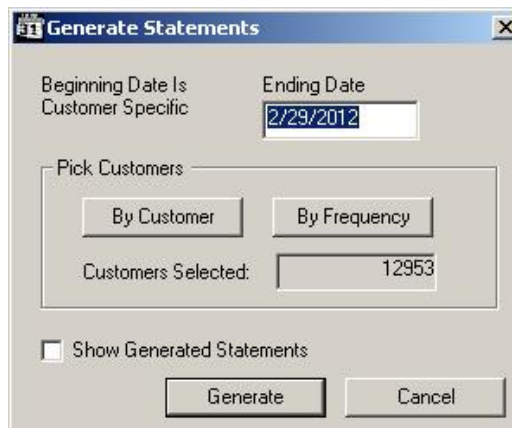 Generate Statements
Beginning Date Is
Customer Specific
Ending Date
2/29/2012
Pick Customers
By Customer
By Frequency
Customers Selected:
12953
Show Generated Statements
Generate
Cancel